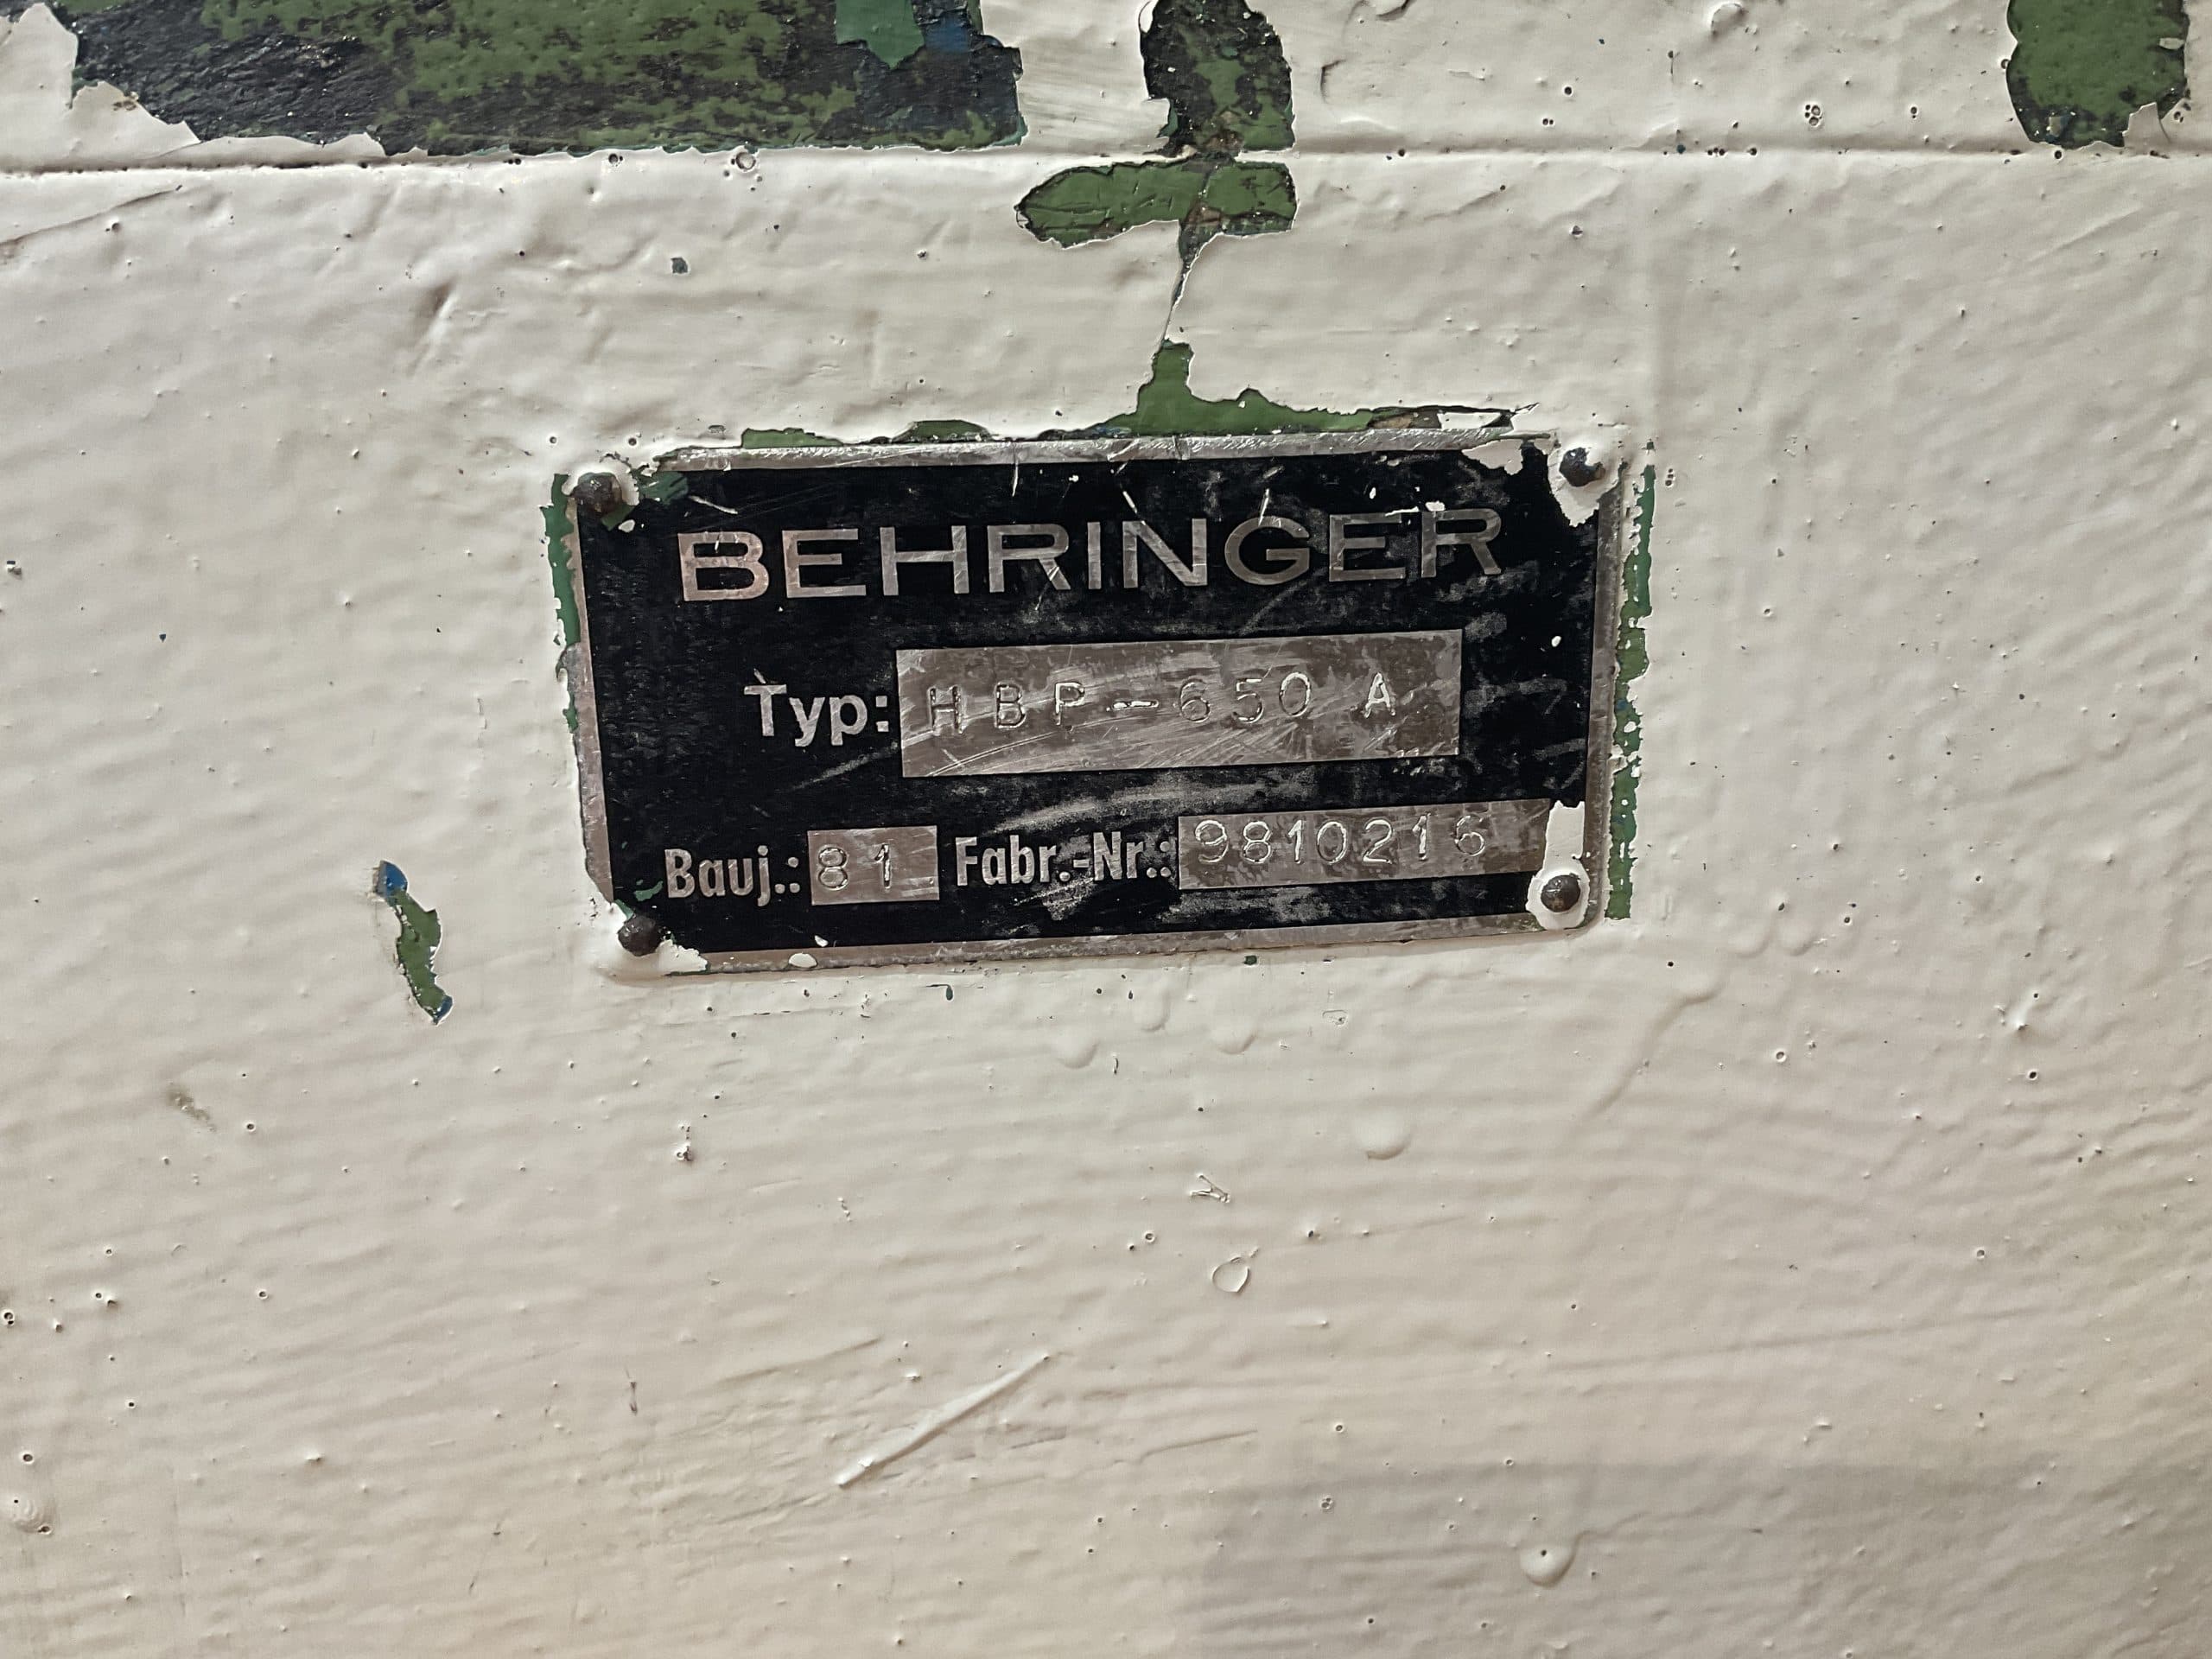 BEHRINGER
Typ: HBP-650 A
Bauj.: 81 Fabr.-Nr.: 9810216